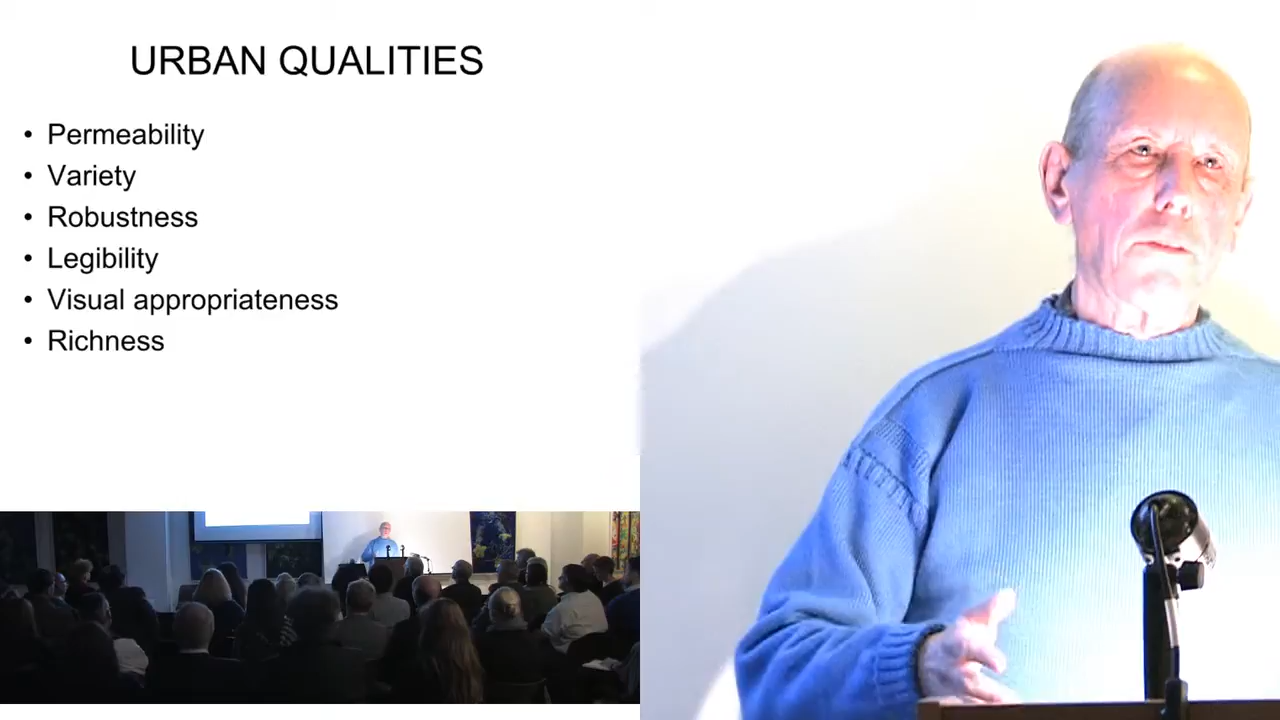 URBAN QUALITIES
• Permeability
• Variety
• Robustness
• Legibility
• Visual appropriateness
• Richness